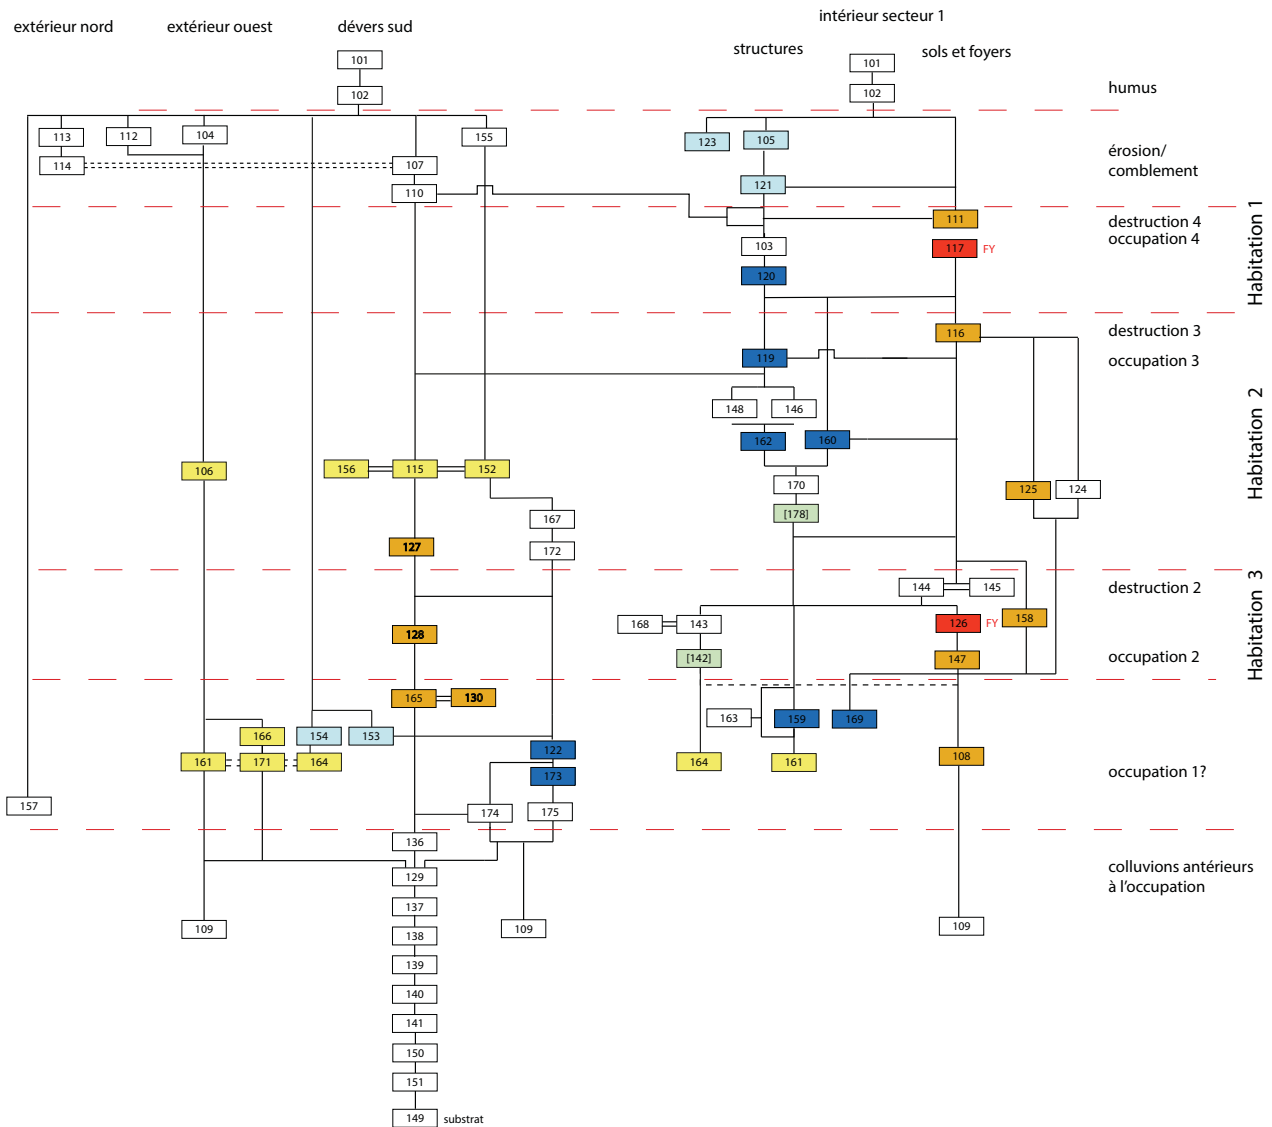 intérieur secteur 1
extérieur nord extérieur ouest dévers sud
structures sols et foyers
101 101
102 102 humus
113 112 104 155 123 105
114 107 érosion/
comblement
110 121
111 destruction 4
103 117 FY occupation 4
120
Habitation 1
116 destruction 3
119 occupation 3
148 146
162 160
Habitation 2
106 156 115 152
170 125 124
167 [178]
127 172
144 145 destruction 2
168 143 126 FY 158
128
[142] 147 occupation 2
Habitation 3
165 130
163 159 169
166 154 153
161 171 164 122 164 161 108
173 occupation 1?
157 174 175
136
129 colluvions antérieurs
à l'occupation
137
109 138 109 109
139
140
141
150
151
149 substrat